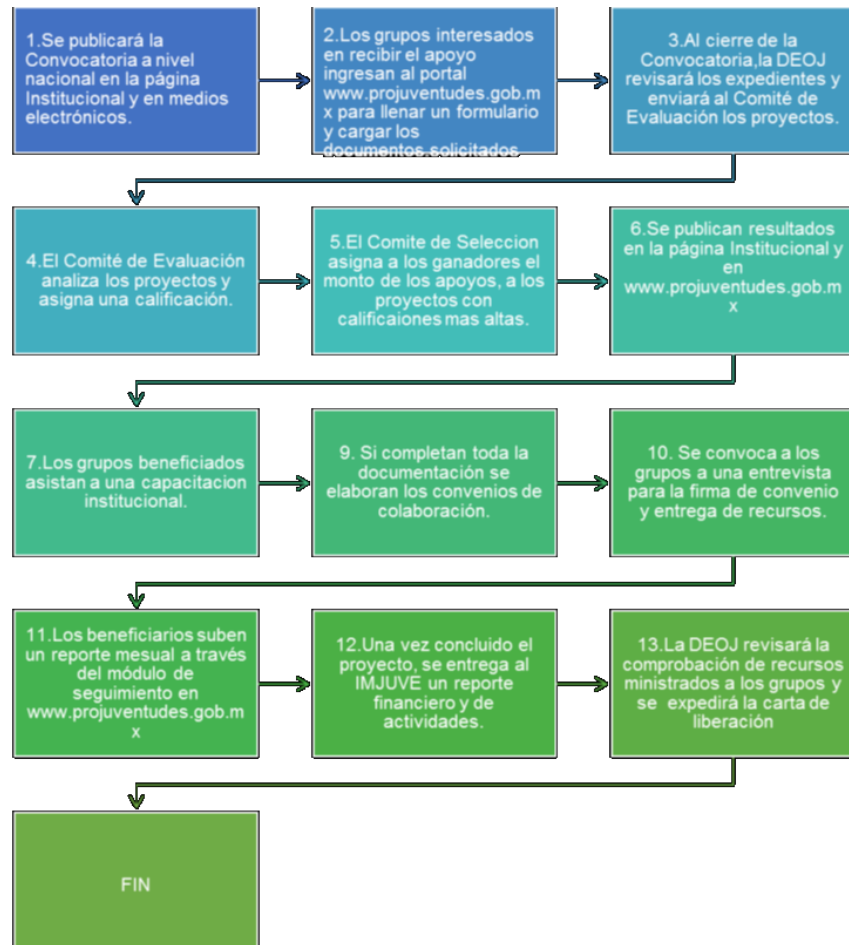 1.Se publicará la
Convocatoria a nivel
nacional en la página
Institucional y en medios
electrónicos.
2.Los grupos interesados
en recibir el apoyo
ingresan al portal
www.projuventudes.gob.m
x para llenar un formulario
y cargar los
documentos solicitados
3.Al cierre de la
Convocatoria,la DEOJ
revisará los expedientes y
enviará al Comité de
Evaluación los proyectos.
4.El Comité de Evaluación
analiza los proyectos y
asigna una calificación.
5.El Comite de Seleccion
asigna a los ganadores el
monto de los apoyos, a los
proyectos con
calificaiones mas altas.
6.Se publican resultados
en la página Institucional y
en
www.projuventudes.gob.m
x
7.Los grupos beneficiados
asistan a una capacitacion
institucional.
9. Si completan toda la
documentación se
elaboran los convenios de
colaboración.
10. Se convoca a los
grupos a una entrevista
para la firma de convenio
y entrega de recursos.
11.Los beneficiarios suben
un reporte mesual a través
del módulo de
seguimiento en
www.projuventudes.gob.m
x
12.Una vez concluido el
proyecto, se entrega al
IMJUVE un reporte
financiero y de
actividades.
13.La DEOJ revisará la
comprobación de recursos
ministrados a los grupos y
se expedirá la carta de
liberación
FIN